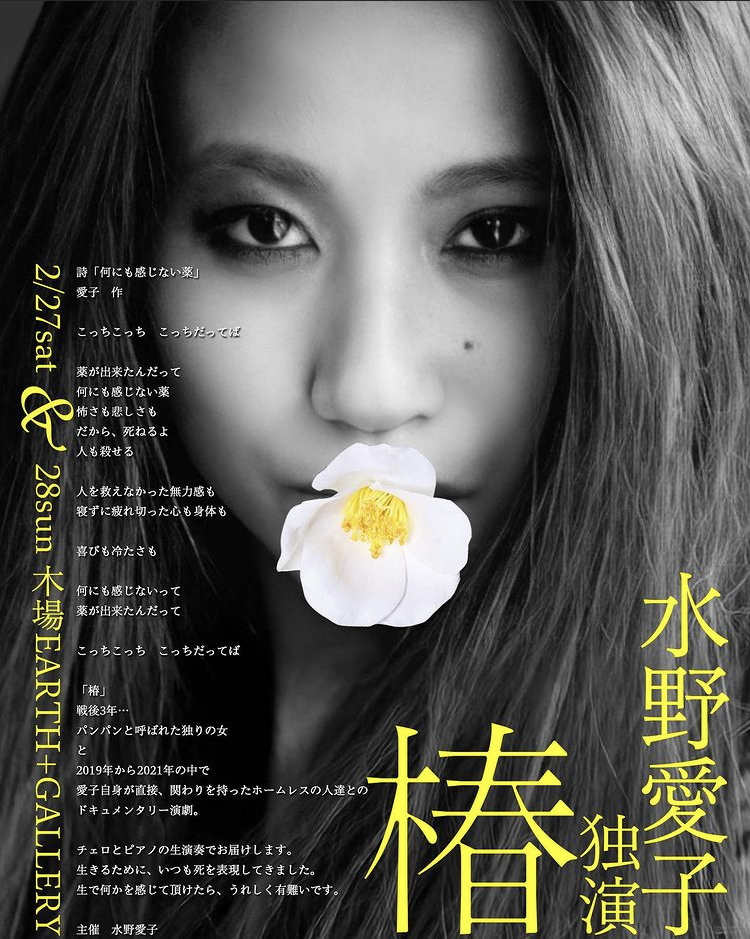 2/27sat & 28sun 木場EARTH+GALLERY
詩「何にも感じない薬」
愛子　作
こっちこっち　こっちだってば
薬が出来たんだって
何にも感じない薬
怖さも悲しさも
だから、死ねるよ
人も殺せる
人を救えなかった無力感も
寝ずに疲れ切った心も身体も
喜びも冷たさも
何にも感じないって
薬が出来たんだって
こっちこっち　こっちだってば
「椿」
戦後3年…
パンパンと呼ばれた独りの女
と
2019年から2021年の中で
愛子自身が直接、関わりを持ったホームレスの人達との
ドキュメンタリー演劇。
チェロとピアノの生演奏でお届けします。
生きるために、いつも死を表現してきました。
生で何かを感じて頂けたら、うれしく有難いです。
主催　水野愛子
水野愛子
独演
椿